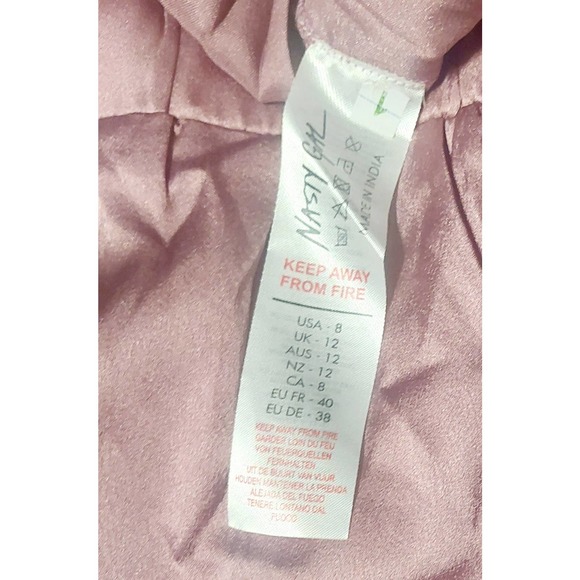 NASTY GAL
MADE IN INDIA
KEEP AWAY
FROM FIRE
USA - 8
UK - 12
AUS - 12
NZ - 12
CA - 8
EU FR - 40
EU DE - 38
KEEP AWAY FROM FIRE
GARDER LOIN DU FEU
VON FEUERQUELLEN
FERNHALTEN
UIT DE BUURT VAN VUUR
HOUDEN MANTENER LA PRENDA
ALEJADA DEL FUEGO
TENERE LONTANO DAL
FUOCO